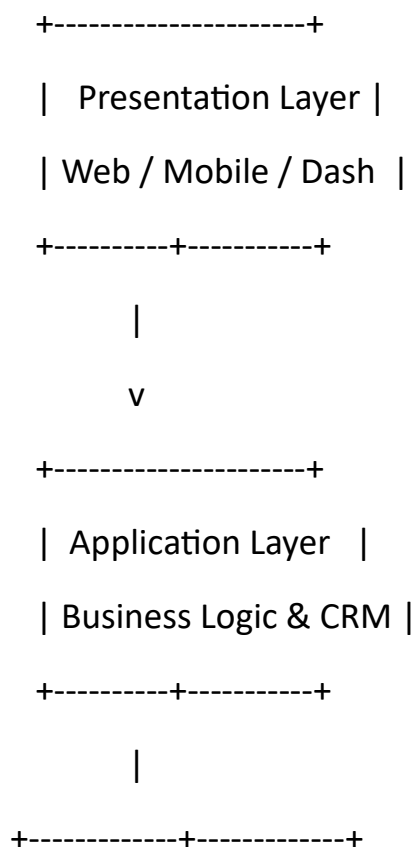 +----------------------+
|   Presentation Layer |
| Web / Mobile / Dash  |
+----------+-----------+
|
v
+----------------------+
|  Application Layer   |
| Business Logic & CRM |
+----------+-----------+
|
+-------------+-------------+